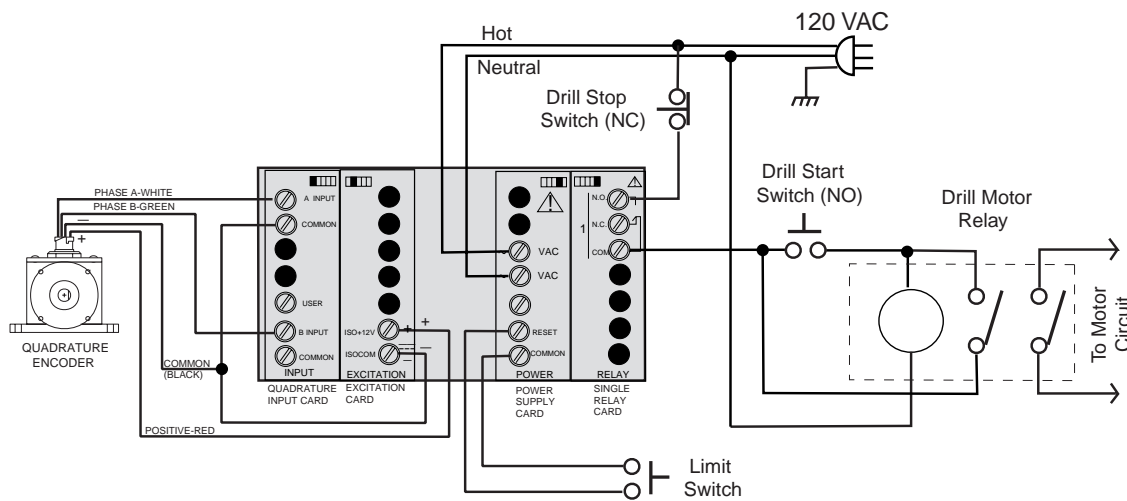 120 VAC
Hot
Neutral
Drill Stop
Switch (NC)
Drill Start
Switch (NO)
Drill Motor
Relay
PHASE A-WHITE
PHASE B-GREEN
–
+
QUADRATURE
ENCODER
COMMON
(BLACK)
POSITIVE-RED
A INPUT
COMMON
USER
B INPUT
COMMON
INPUT
QUADRATURE
INPUT CARD
ISO+12V
+
+
ISOCOM
–
–
EXCITATION
EXCITATION
CARD
VAC
VAC
RESET
COMMON
POWER
POWER
SUPPLY
CARD
N.O.
1
N.C.
COM
RELAY
SINGLE
RELAY
CARD
To Motor
Circuit
Limit
Switch